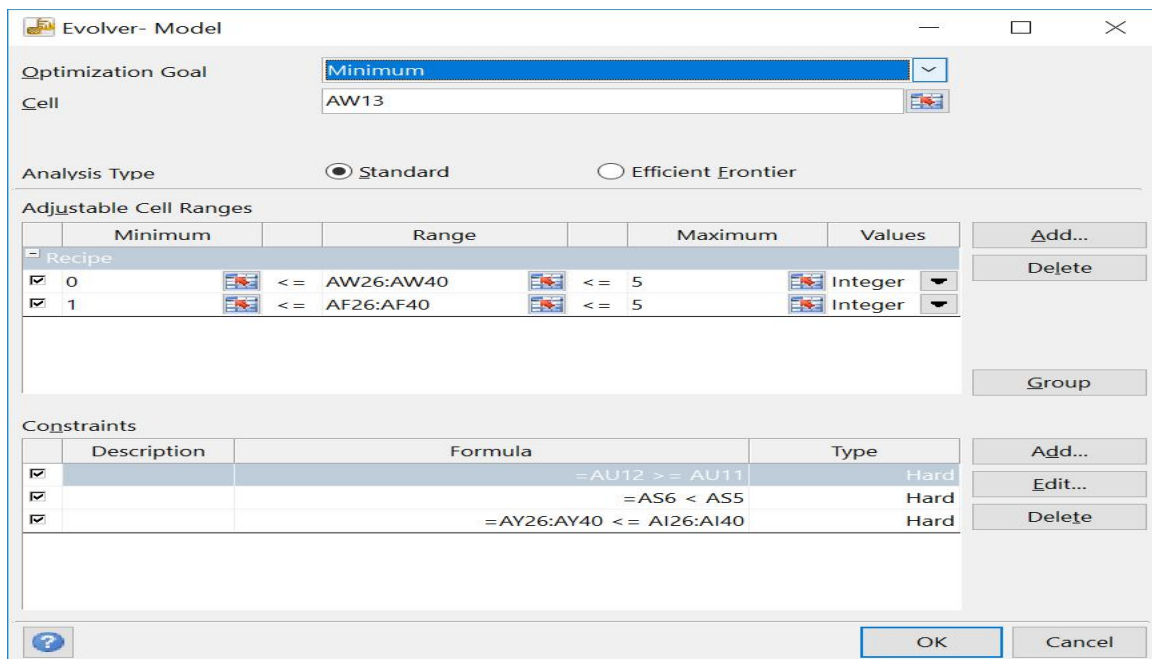 Evolver- Model
Optimization Goal Minimum
Cell AW13
Analysis Type Standard Efficient Frontier
Adjustable Cell Ranges
Minimum Range Maximum Values Add...
Recipe
Delete
0 <= AW26:AW40 <= 5 Integer
1 <= AF26:AF40 <= 5 Integer
Group
Constraints
Description Formula Type Add...
=AU12 >= AU11 Hard
Edit...
=AS6 < AS5 Hard
=AY26:AY40 <= AI26:AI40 Hard Delete
? OK Cancel